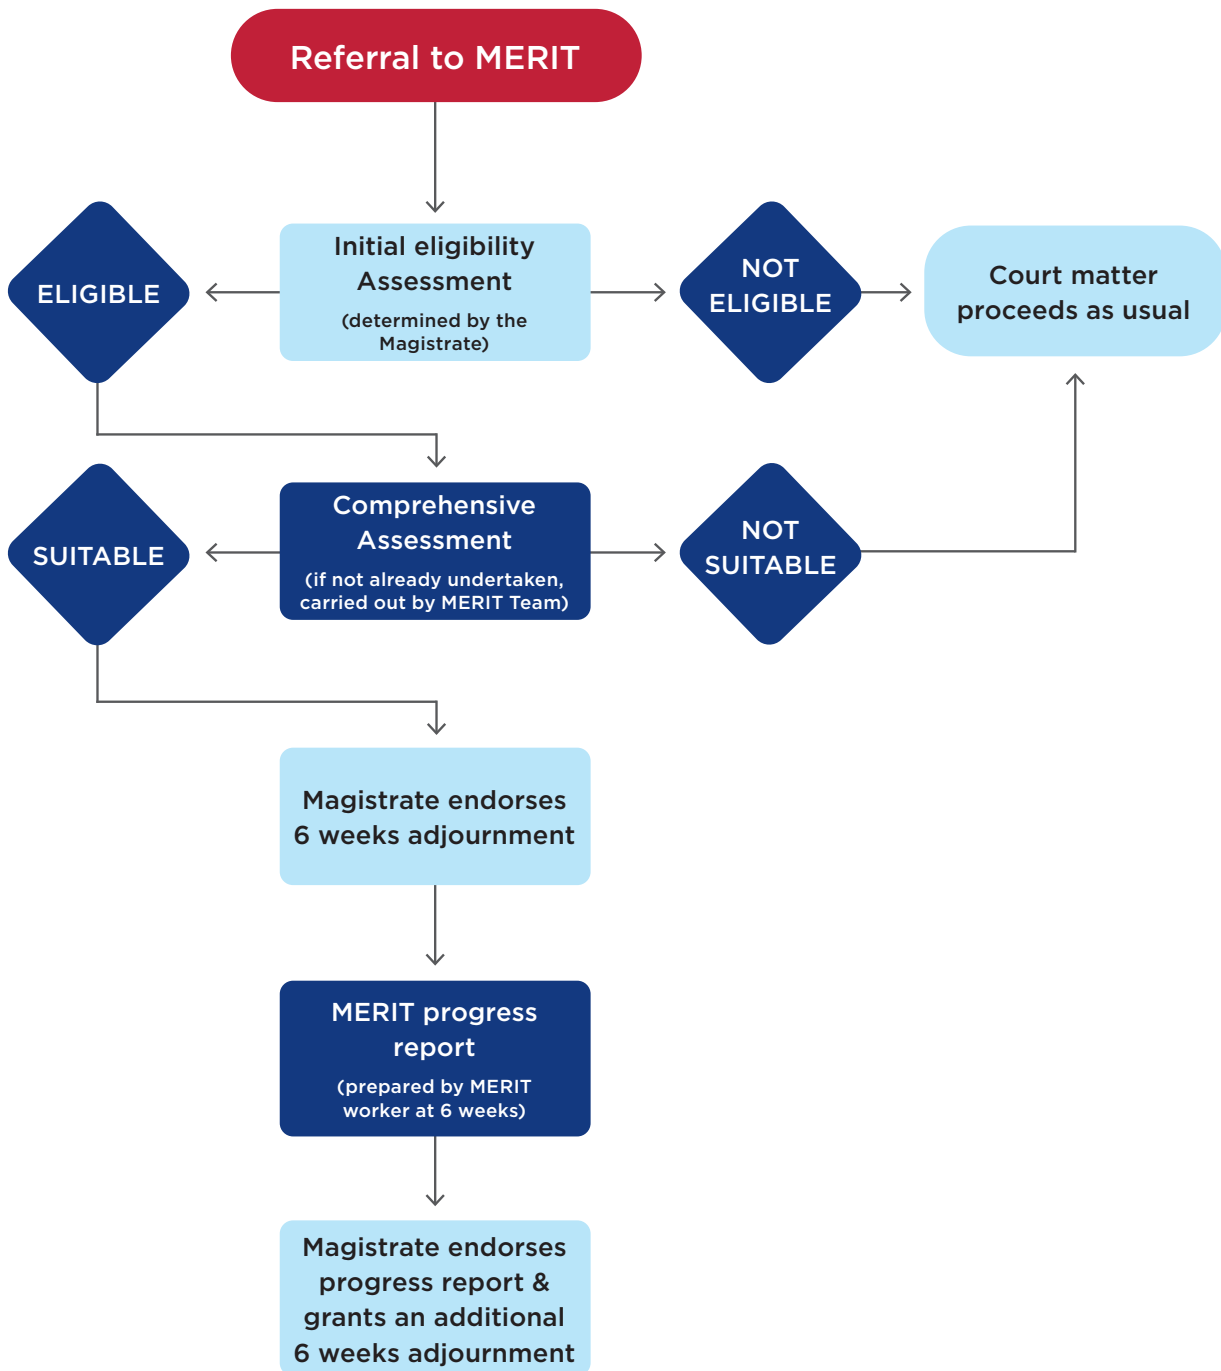 Referral to MERIT
ELIGIBLE
Initial eligibility
Assessment
(determined by the
Magistrate)
NOT
ELIGIBLE
Court matter
proceeds as usual
SUITABLE
Comprehensive
Assessment
(if not already undertaken,
carried out by MERIT Team)
NOT
SUITABLE
Magistrate endorses
6 weeks adjournment
MERIT progress
report
(prepared by MERIT
worker at 6 weeks)
Magistrate endorses
progress report &
grants an additional
6 weeks adjournment